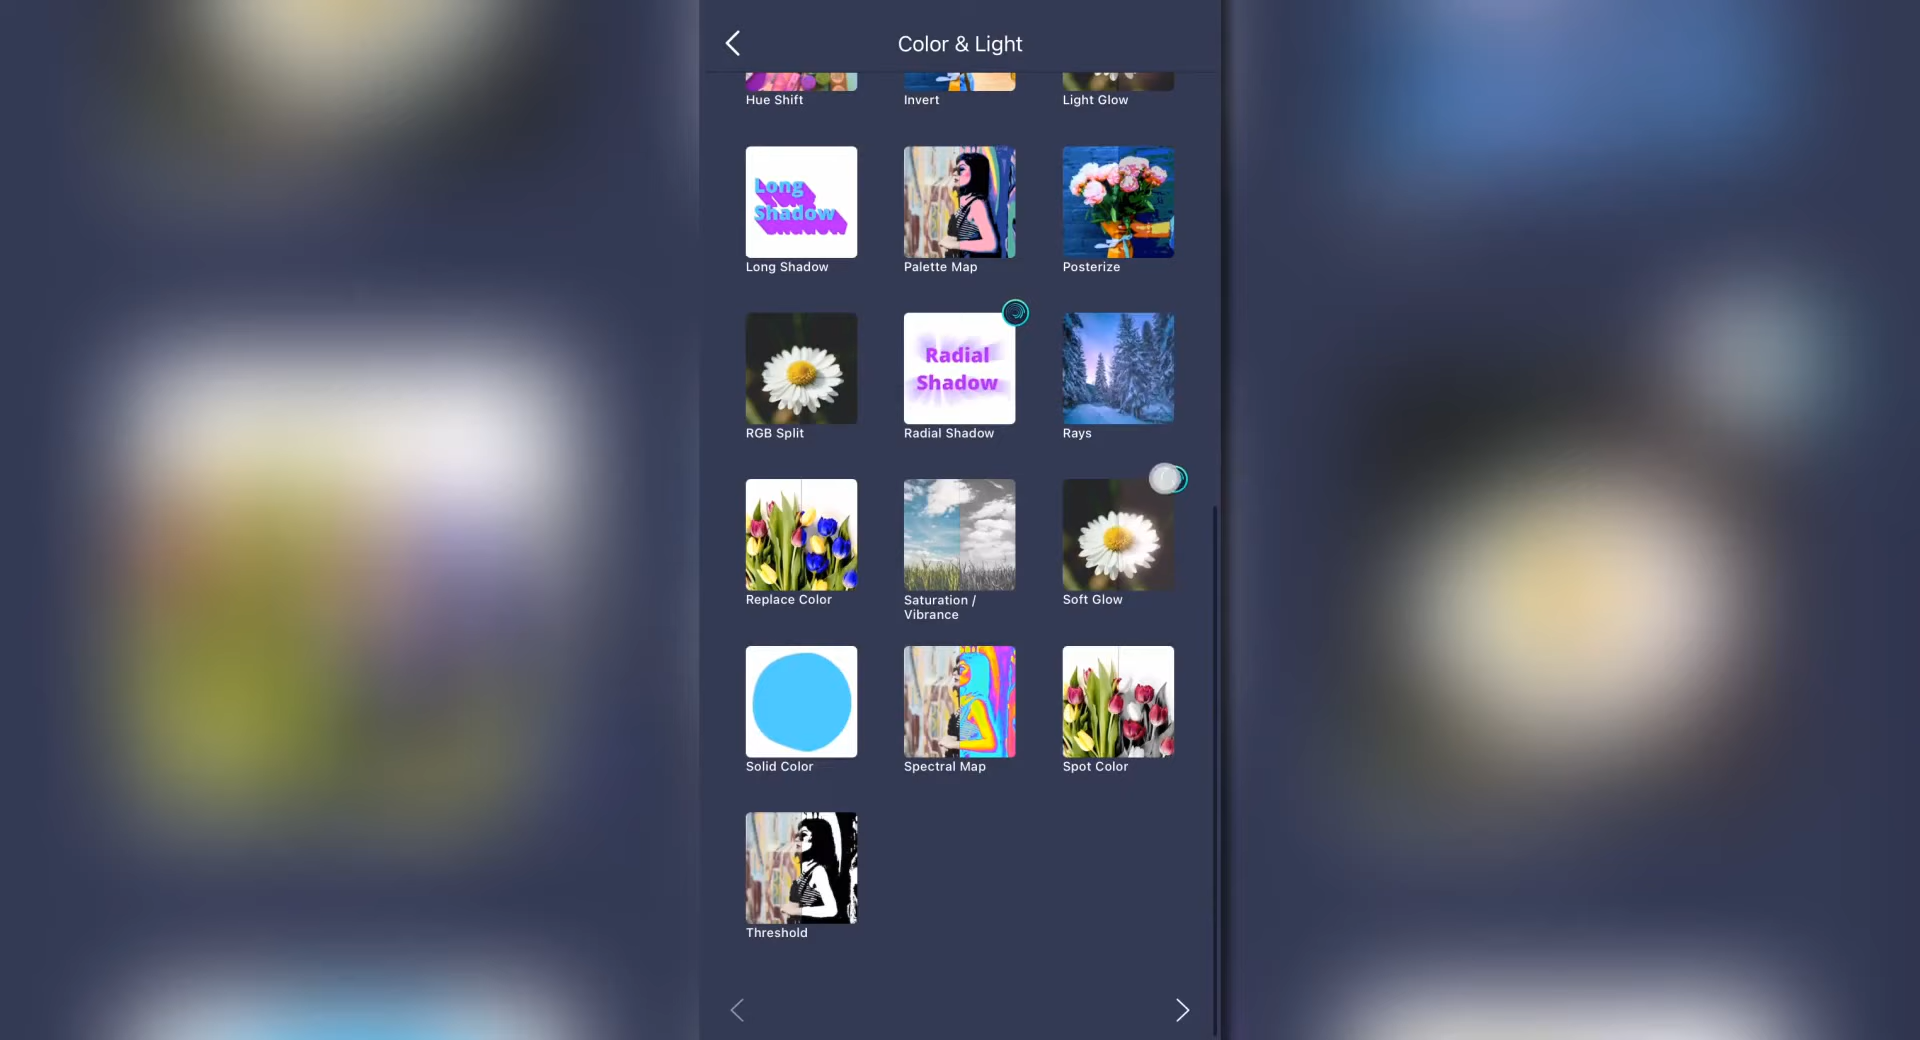 Color & Light
Hue Shift
Invert
Light Glow
Long
Shadow
Long Shadow
Palette Map
Posterize
Radial
Shadow
RGB Split
Radial Shadow
Rays
Replace Color
Saturation /
Vibrance
Soft Glow
Solid Color
Spectral Map
Spot Color
Threshold